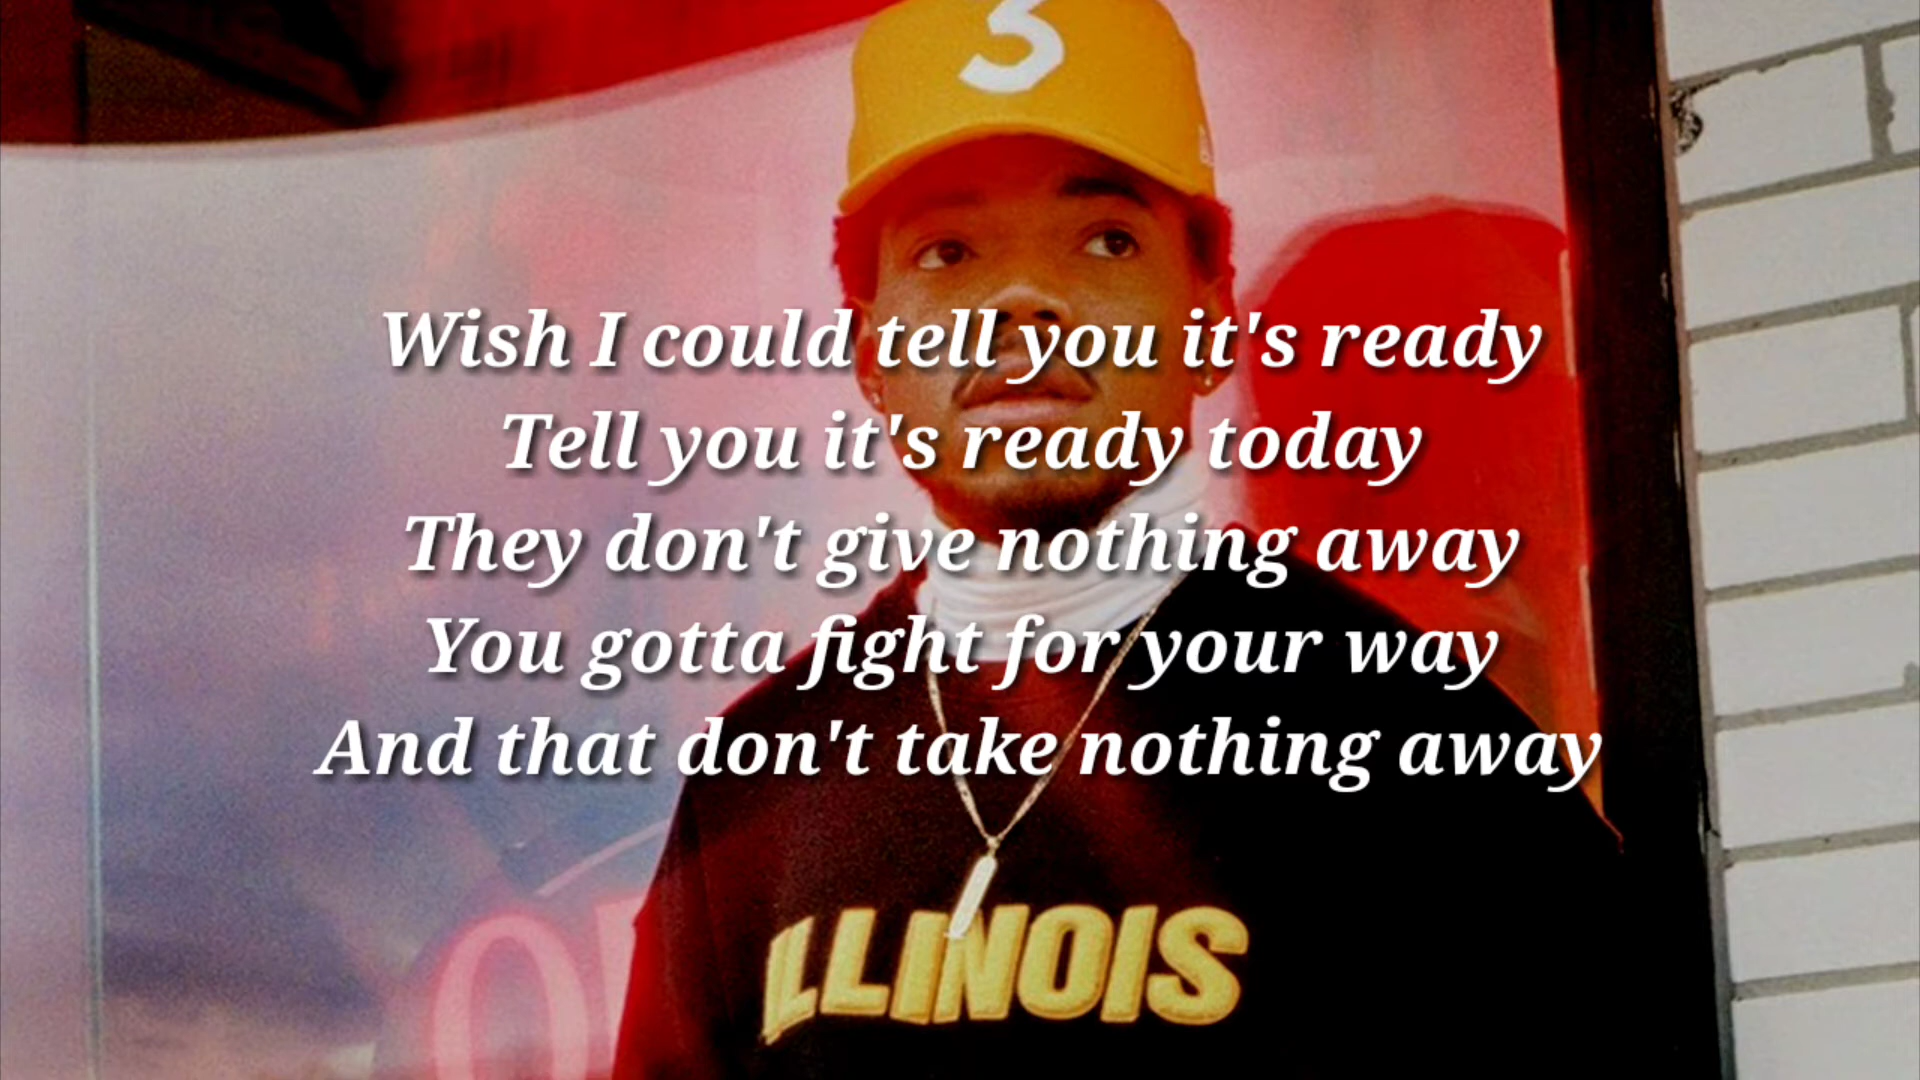 3
Wish I could tell you it's ready
Tell you it's ready today
They don't give nothing away
You gotta fight for your way
And that don't take nothing away
ILLINOIS